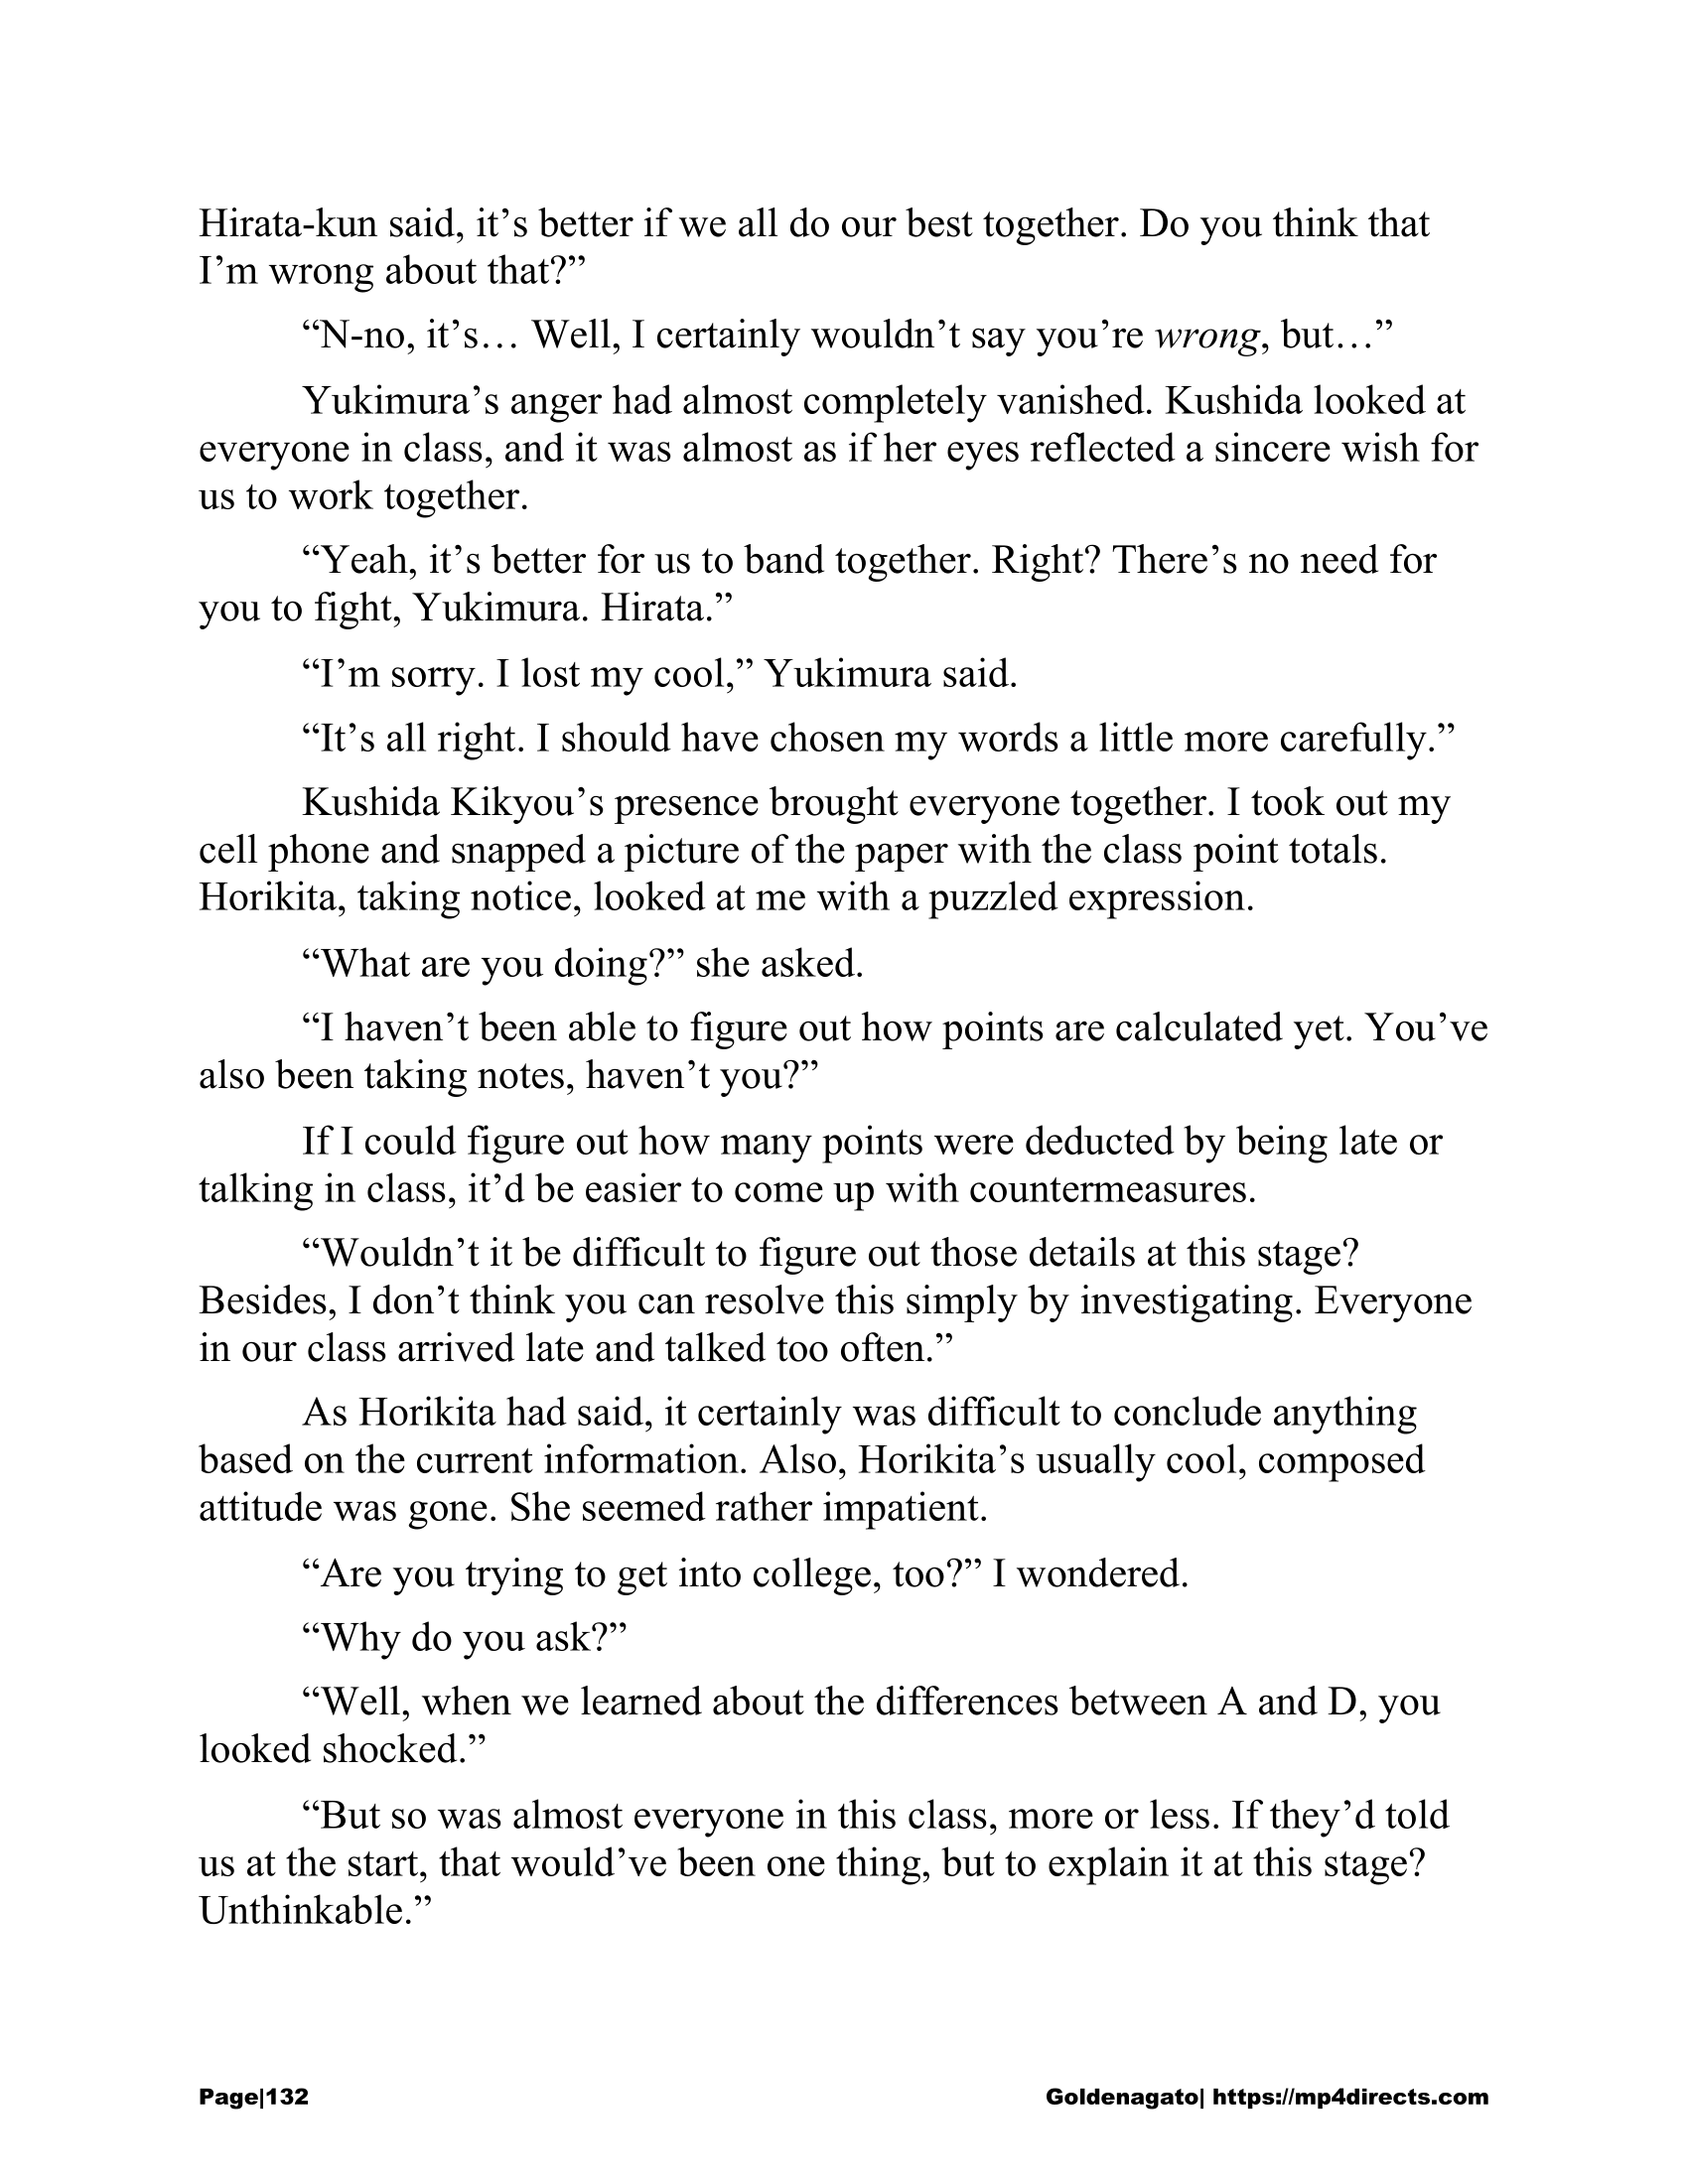 Hirata-kun said, it’s better if we all do our best together. Do you think that
I’m wrong about that?”
“N-no, it’s… Well, I certainly wouldn’t say you’re wrong, but…”
Yukimura’s anger had almost completely vanished. Kushida looked at
everyone in class, and it was almost as if her eyes reflected a sincere wish for
us to work together.
“Yeah, it’s better for us to band together. Right? There’s no need for
you to fight, Yukimura. Hirata.”
“I’m sorry. I lost my cool,” Yukimura said.
“It’s all right. I should have chosen my words a little more carefully.”
Kushida Kikyou’s presence brought everyone together. I took out my
cell phone and snapped a picture of the paper with the class point totals.
Horikita, taking notice, looked at me with a puzzled expression.
“What are you doing?” she asked.
“I haven’t been able to figure out how points are calculated yet. You’ve
also been taking notes, haven’t you?”
If I could figure out how many points were deducted by being late or
talking in class, it’d be easier to come up with countermeasures.
“Wouldn’t it be difficult to figure out those details at this stage?
Besides, I don’t think you can resolve this simply by investigating. Everyone
in our class arrived late and talked too often.”
As Horikita had said, it certainly was difficult to conclude anything
based on the current information. Also, Horikita’s usually cool, composed
attitude was gone. She seemed rather impatient.
“Are you trying to get into college, too?” I wondered.
“Why do you ask?”
“Well, when we learned about the differences between A and D, you
looked shocked.”
“But so was almost everyone in this class, more or less. If they’d told
us at the start, that would’ve been one thing, but to explain it at this stage?
Unthinkable.”
Page|132 Goldenagato| https://mp4directs.com